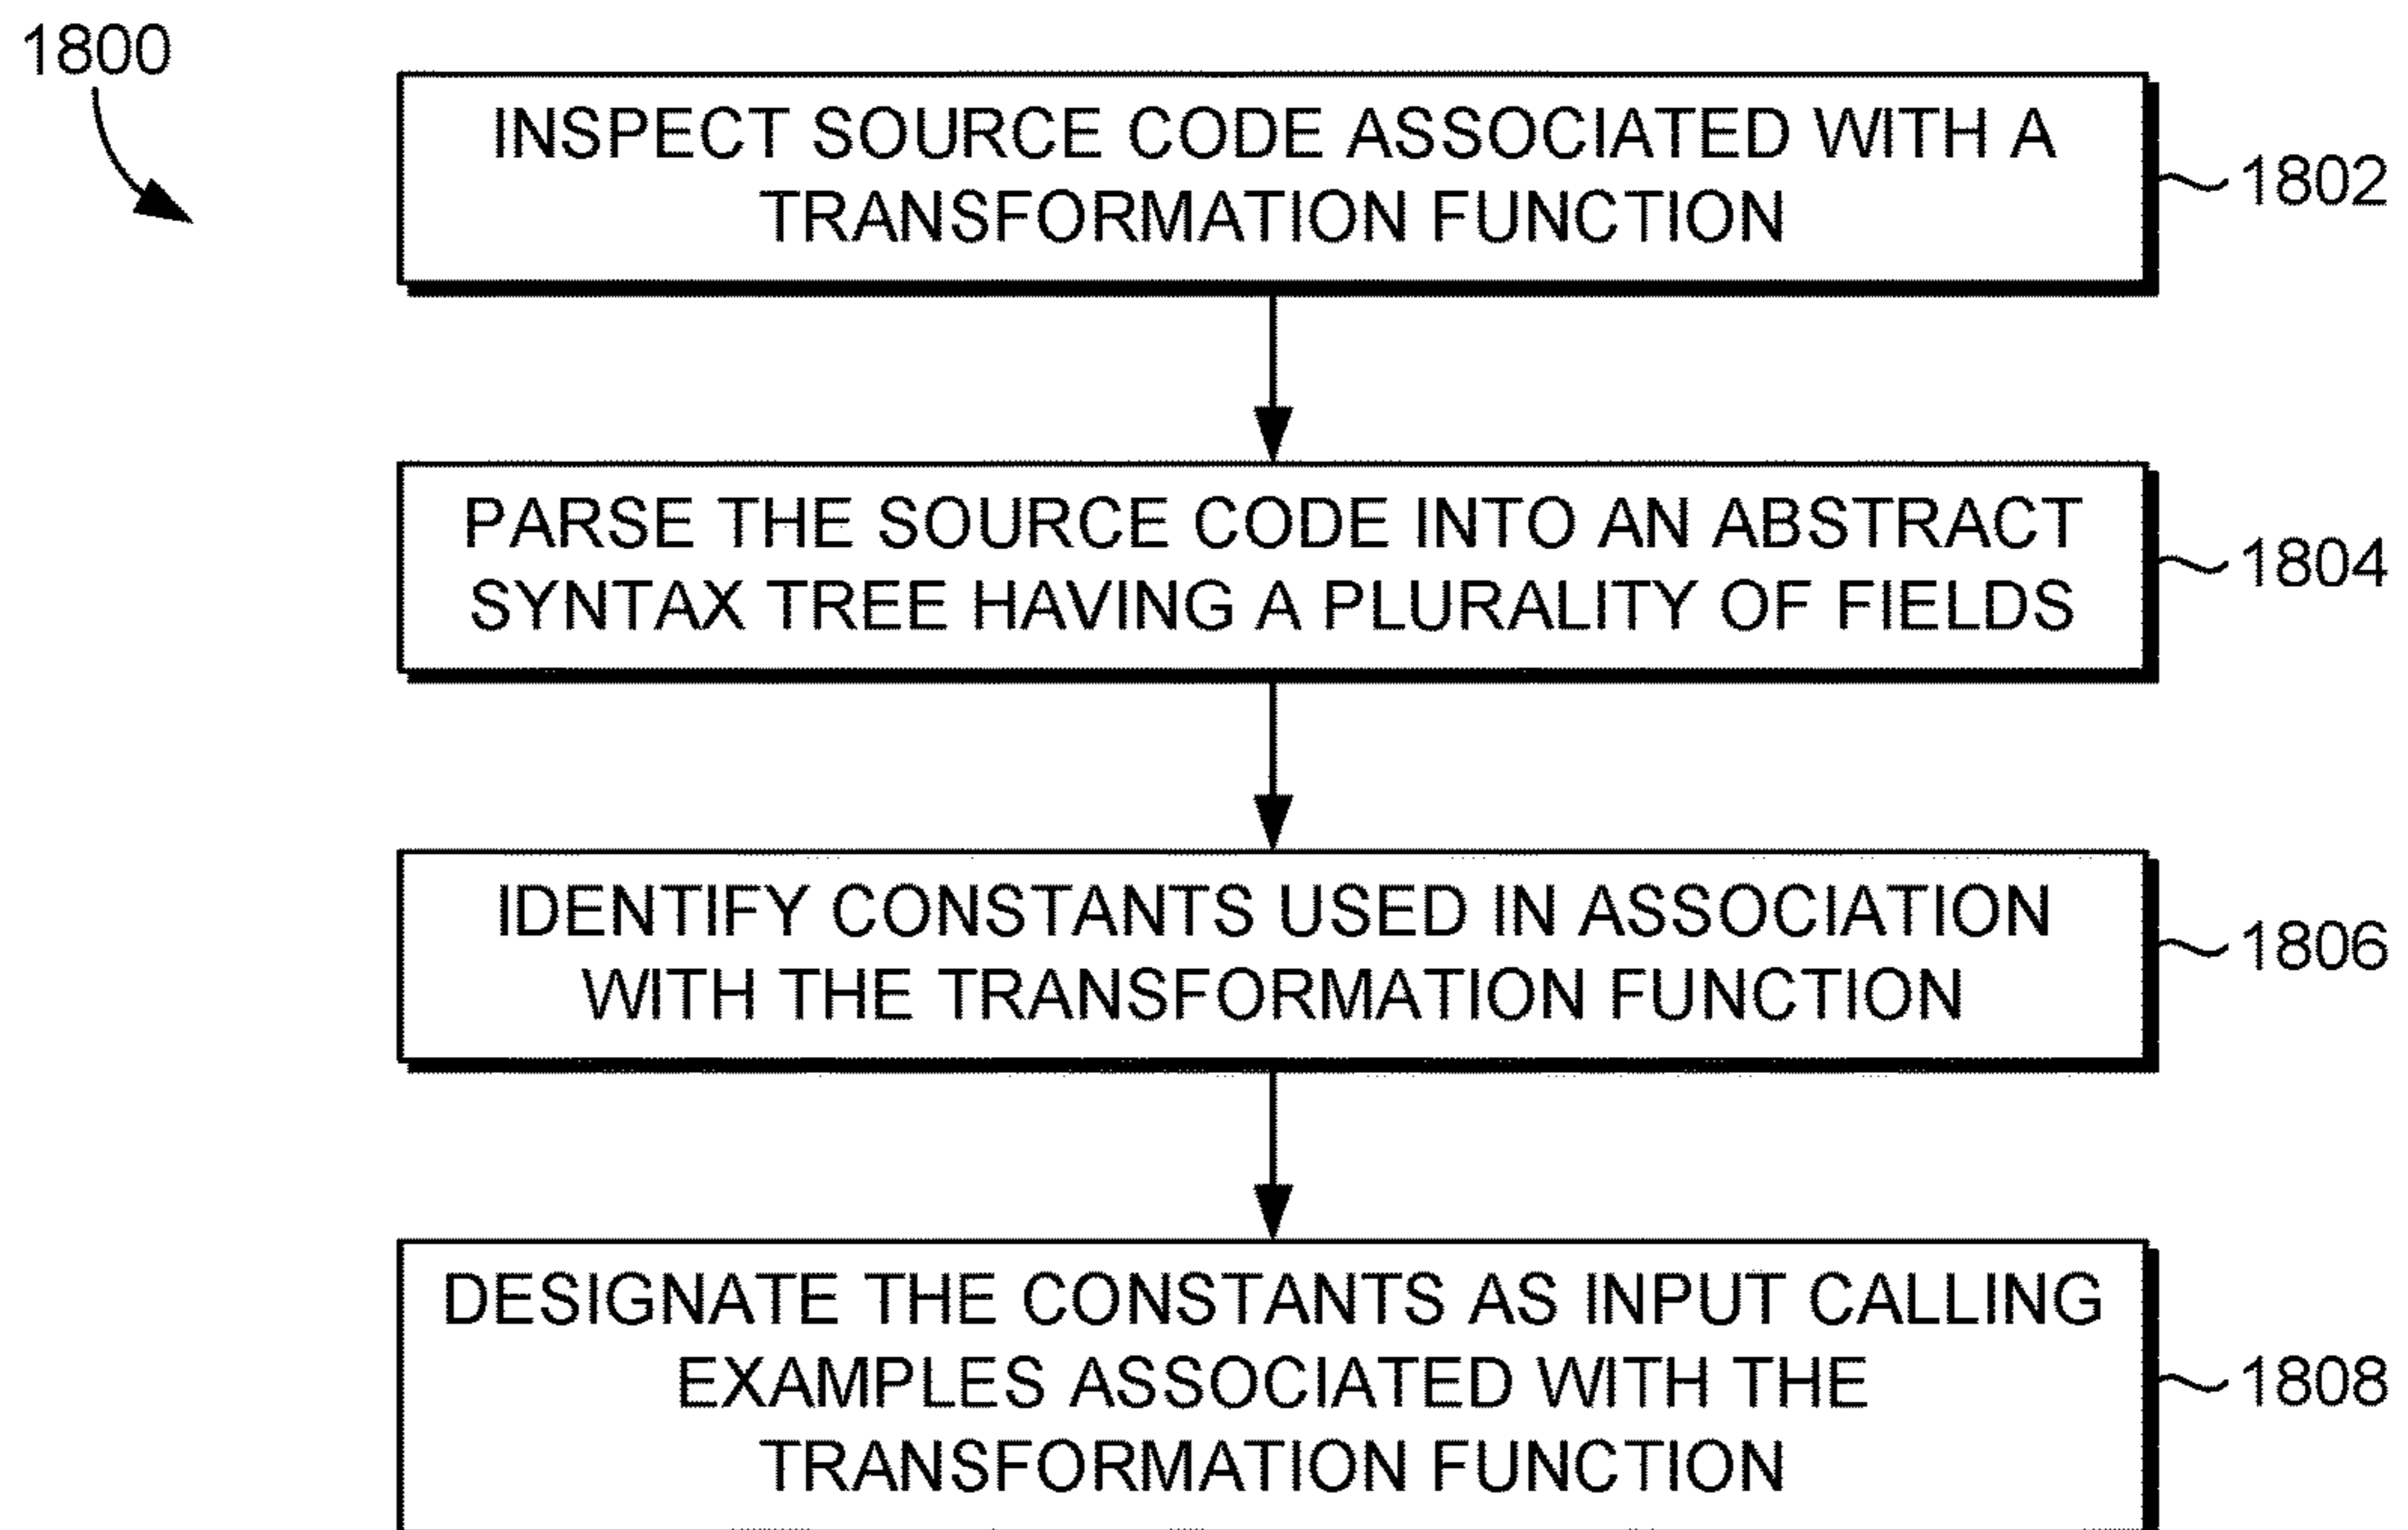 1800
INSPECT SOURCE CODE ASSOCIATED WITH A
TRANSFORMATION FUNCTION
1802
PARSE THE SOURCE CODE INTO AN ABSTRACT
SYNTAX TREE HAVING A PLURALITY OF FIELDS
1804
IDENTIFY CONSTANTS USED IN ASSOCIATION
WITH THE TRANSFORMATION FUNCTION
1806
DESIGNATE THE CONSTANTS AS INPUT CALLING
EXAMPLES ASSOCIATED WITH THE
TRANSFORMATION FUNCTION
1808